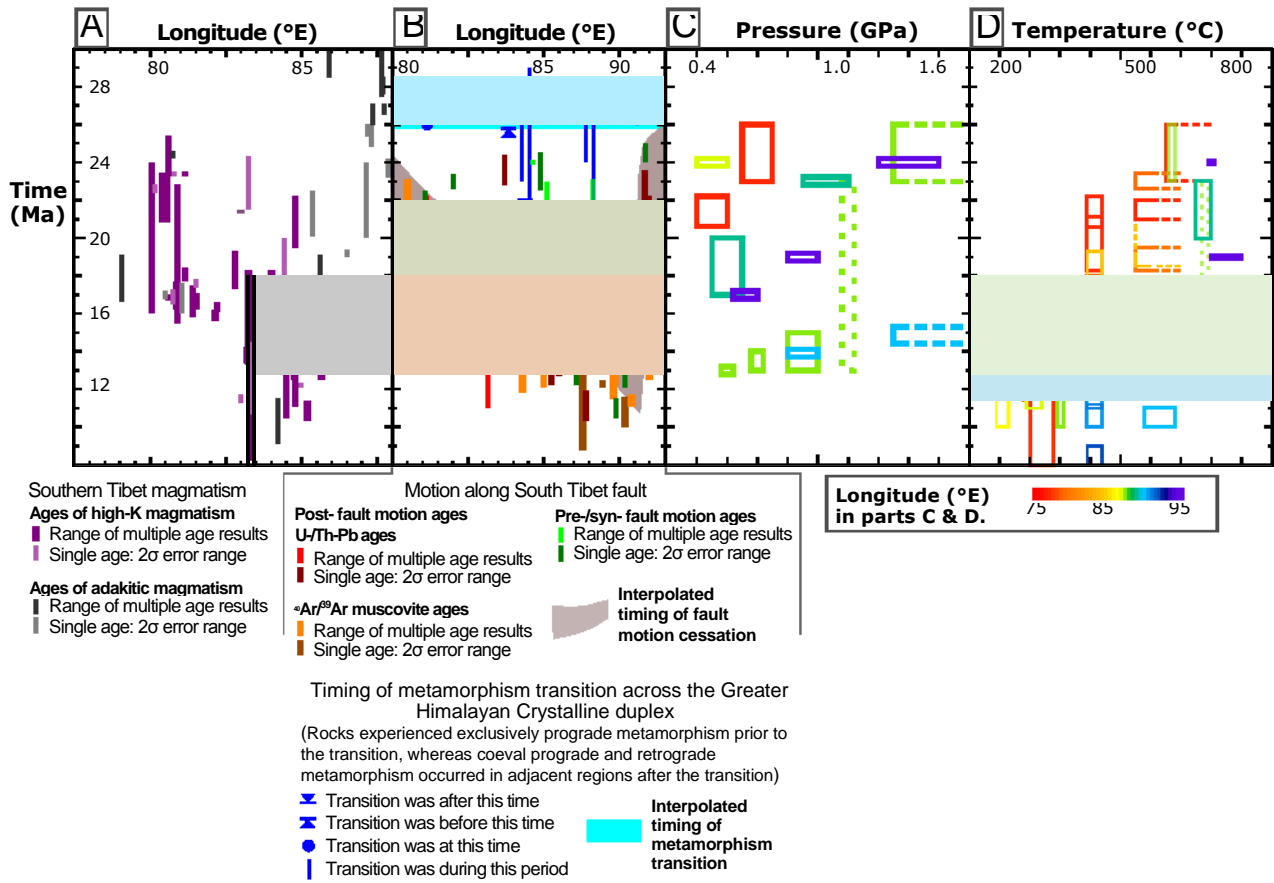 A
Longitude (°E)
B
Longitude (°E)
C
Pressure (GPa)
D
Temperature (°C)
80
85
80
85
90
0.4
1.0
1.6
200
500
800
28
24
Time
(Ma)
20
16
12
Southern Tibet magmatism
Ages of high-K magmatism
Range of multiple age results
Single age: 2σ error range
Ages of adakitic magmatism
Range of multiple age results
Single age: 2σ error range
Motion along South Tibet fault
Post- fault motion ages
U-/Th-Pb ages
Range of multiple age results
Single age: 2σ error range
40Ar/39Ar muscovite ages
Range of multiple age results
Single age: 2σ error range
Pre-/syn- fault motion ages
Range of multiple age results
Single age: 2σ error range
Interpolated
timing of fault
motion cessation
Longitude (°E)
in parts C & D.
75
85
95
Timing of metamorphism transition across the Greater
Himalayan Crystalline duplex
(Rocks experienced exclusively prograde metamorphism prior to
the transition, whereas coeval prograde and retrograde
metamorphism occurred in adjacent regions after the transition)
Transition was after this time
Transition was before this time
Transition was at this time
Transition was during this period
Interpolated
timing of
metamorphism
transition